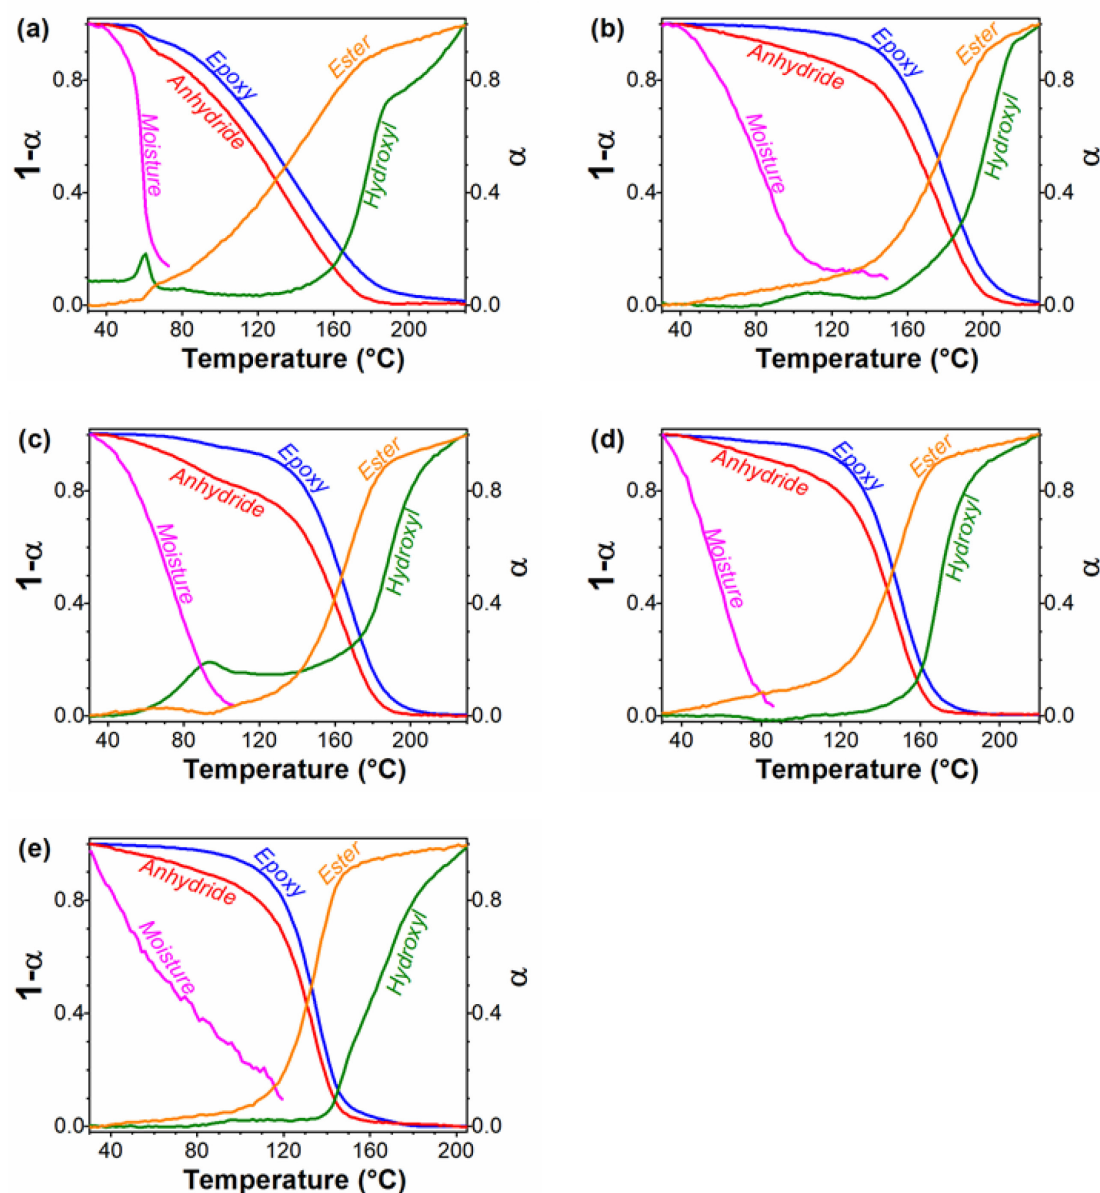 (a)
1-α
0.8
0.4
0.0
Moisture
Anhydride
Epoxy
Ester
Hydroxyl
0.8
0.4
0.0
α
40 80 120 160 200
Temperature (°C)
(b)
1-α
0.8
0.4
0.0
Moisture
Anhydride
Epoxy
Ester
Hydroxyl
0.8
0.4
0.0
α
40 80 120 160 200
Temperature (°C)
(c)
1-α
0.8
0.4
0.0
Moisture
Anhydride
Epoxy
Ester
Hydroxyl
0.8
0.4
0.0
α
40 80 120 160 200
Temperature (°C)
(d)
1-α
0.8
0.4
0.0
Moisture
Anhydride
Epoxy
Ester
Hydroxyl
0.8
0.4
0.0
α
40 80 120 160 200
Temperature (°C)
(e)
1-α
0.8
0.4
0.0
Moisture
Anhydride
Epoxy
Ester
Hydroxyl
0.8
0.4
0.0
α
40 80 120 160 200
Temperature (°C)